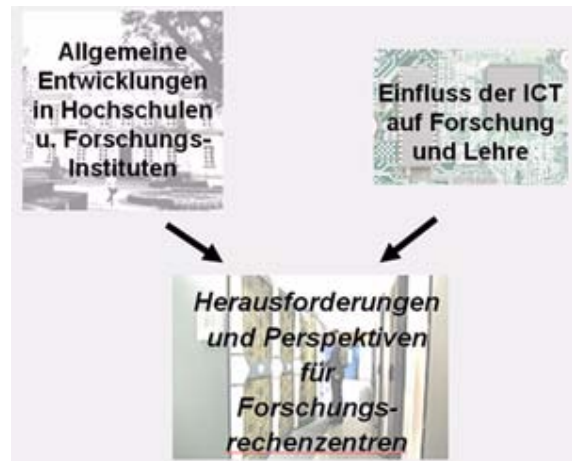 Allgemeine
Entwicklungen
in Hochschulen
u. Forschungs-
Instituten
Einfluss der ICT
auf Forschung
und Lehre
Herausforderungen
und Perspektiven
für
Forschungs-
rechenzentren